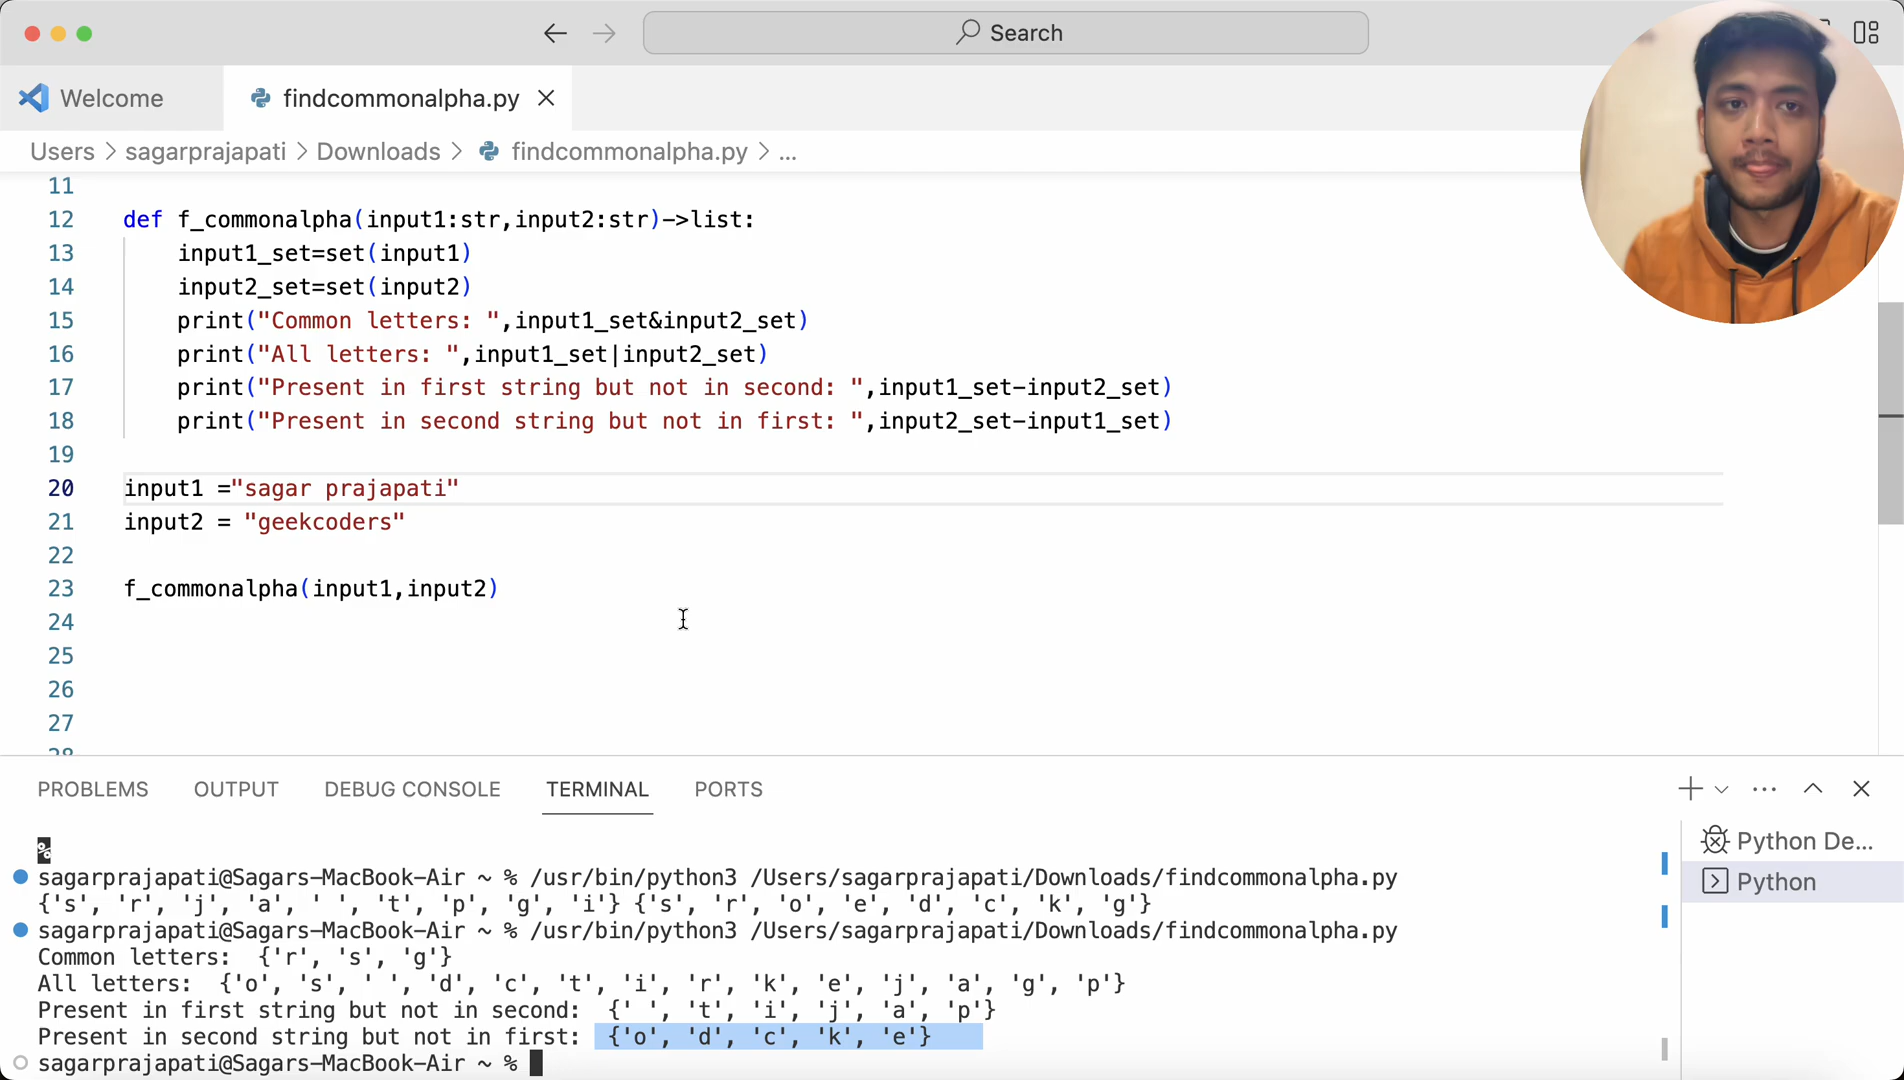 Search
Welcome
findcommonalpha.py
Users > sagarprajapati > Downloads > findcommonalpha.py > ...
11
12 def f_commonalpha(input1:str,input2:str)->list:
13 input1_set=set(input1)
14 input2_set=set(input2)
15 print("Common letters: ",input1_set&input2_set)
16 print("All letters: ",input1_set|input2_set)
17 print("Present in first string but not in second: ",input1_set-input2_set)
18 print("Present in second string but not in first: ",input2_set-input1_set)
19
20 input1 ="sagar prajapati"
21 input2 = "geekcoders"
22
23 f_commonalpha(input1,input2)
24
25
26
27
28
PROBLEMS OUTPUT DEBUG CONSOLE TERMINAL PORTS
%
sagarprajapati@Sagars-MacBook-Air ~ % /usr/bin/python3 /Users/sagarprajapati/Downloads/findcommonalpha.py
{'s', 'r', 'j', 'a', ' ', 't', 'p', 'g', 'i'} {'s', 'r', 'o', 'e', 'd', 'c', 'k', 'g'}
sagarprajapati@Sagars-MacBook-Air ~ % /usr/bin/python3 /Users/sagarprajapati/Downloads/findcommonalpha.py
Common letters:  {'r', 's', 'g'}
All letters:  {'o', 's', ' ', 'd', 'c', 't', 'i', 'r', 'k', 'e', 'j', 'a', 'g', 'p'}
Present in first string but not in second:  {' ', 't', 'i', 'j', 'a', 'p'}
Present in second string but not in first:  {'o', 'd', 'c', 'k', 'e'}
sagarprajapati@Sagars-MacBook-Air ~ %
Python De...
Python